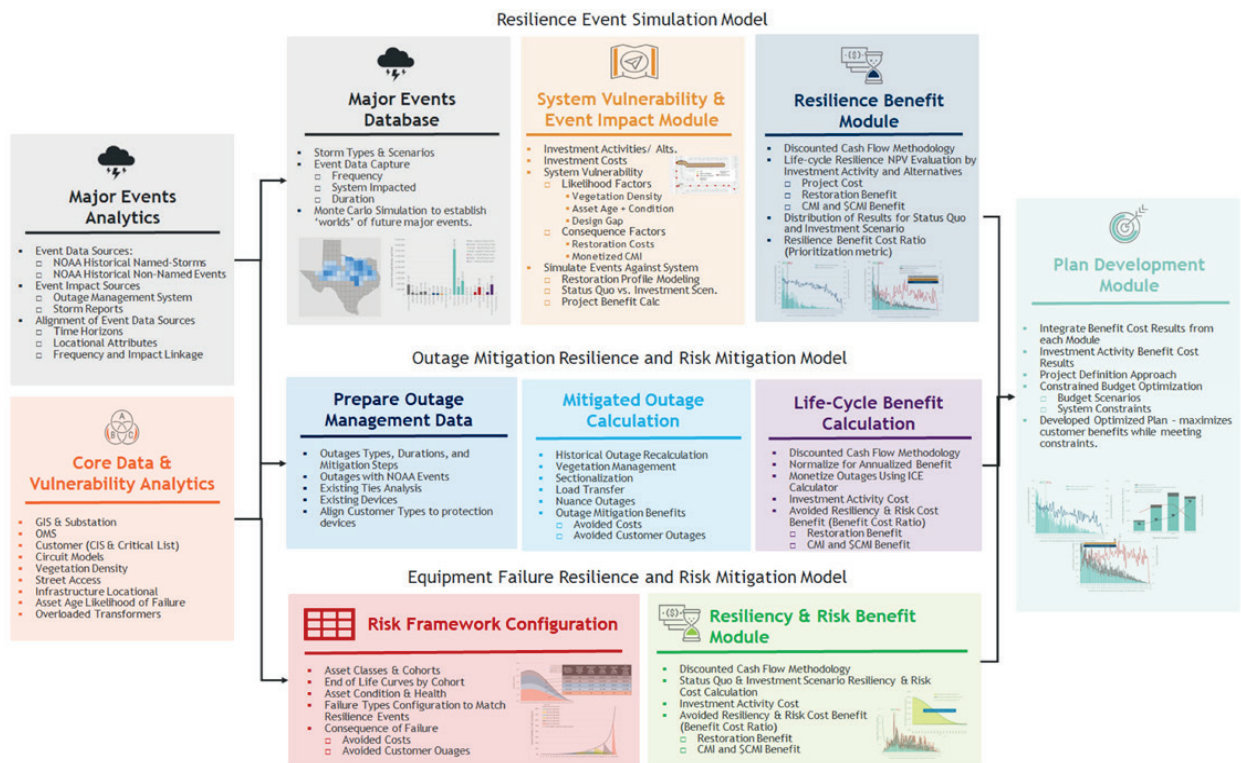 Resilience Event Simulation Model
Major Events
Analytics
Event Data Sources:
NOAA Historical Named-Storms
NOAA Historical Non-Named Events
Event Impact Sources
Outage Management System
Storm Reports
Alignment of Event Data Sources
Time Horizons
Locational Attributes
Frequency and Impact Linkage
A
B C
Core Data &
Vulnerability Analytics
GIS & Substation
OMS
Customer (CIS & Critical List)
Circuit Models
Vegetation Density
Street Access
Infrastructure Locational
Asset Age Likelihood of Failure
Overloaded Transformers
Major Events
Database
Storm Types & Scenarios
Event Data Capture
Frequency
System Impacted
Duration
Monte Carlo Simulation to establish
‘worlds’ of future major events.
System Vulnerability &
Event Impact Module
Investment Activities/ Alts.
Investment Costs
System Vulnerability
Likelihood Factors
Vegetation Density
Asset Age + Condition
Design Gap
Consequence Factors
Restoration Costs
Monetized CMI
Simulate Events Against System
Restoration Profile Modeling
Status Quo vs. Investment Scen.
Project Benefit Calc
Resilience Benefit
Module
Discounted Cash Flow Methodology
Life-cycle Resilience NPV Evaluation by
Investment Activity and Alternatives
Project Cost
Restoration Benefit
CMI and $CMI Benefit
Distribution of Results for Status Quo
and Investment Scenario
Resilience Benefit Cost Ratio
(Prioritization metric)
Outage Mitigation Resilience and Risk Mitigation Model
Prepare Outage
Management Data
Outages Types, Durations, and
Mitigation Steps
Outages with NOAA Events
Existing Ties Analysis
Existing Devices
Align Customer Types to protection
devices
Mitigated Outage
Calculation
Historical Outage Recalculation
Vegetation Management
Sectionalization
Load Transfer
Nuance Outages
Outage Mitigation Benefits
Avoided Costs
Avoided Customer Outages
Life-Cycle Benefit
Calculation
Discounted Cash Flow Methodology
Normalize for Annualized Benefit
Monetize Outages Using ICE
Calculator
Investment Activity Cost
Avoided Resiliency & Risk Cost
Benefit (Benefit Cost Ratio)
Restoration Benefit
CMI and $CMI Benefit
Equipment Failure Resilience and Risk Mitigation Model
Risk Framework Configuration
Asset Classes & Cohorts
End of Life Curves by Cohort
Asset Condition & Health
Failure Types Configuration to Match
Resilience Events
Consequence of Failure
Avoided Costs
Avoided Customer Ouages
Resiliency & Risk Benefit
Module
Discounted Cash Flow Methodology
Status Quo & Investment Scenario Resiliency & Risk
Cost Calculation
Investment Activity Cost
Avoided Resiliency & Risk Cost Benefit
(Benefit Cost Ratio)
Restoration Benefit
CMI and $CMI Benefit
Plan Development
Module
Integrate Benefit Cost Results from
each Module
Investment Activity Benefit Cost
Results
Project Definition Approach
Constrained Budget Optimization
Budget Scenarios
System Constraints
Developed Optimized Plan – maximizes
customer benefits while meeting
constraints.